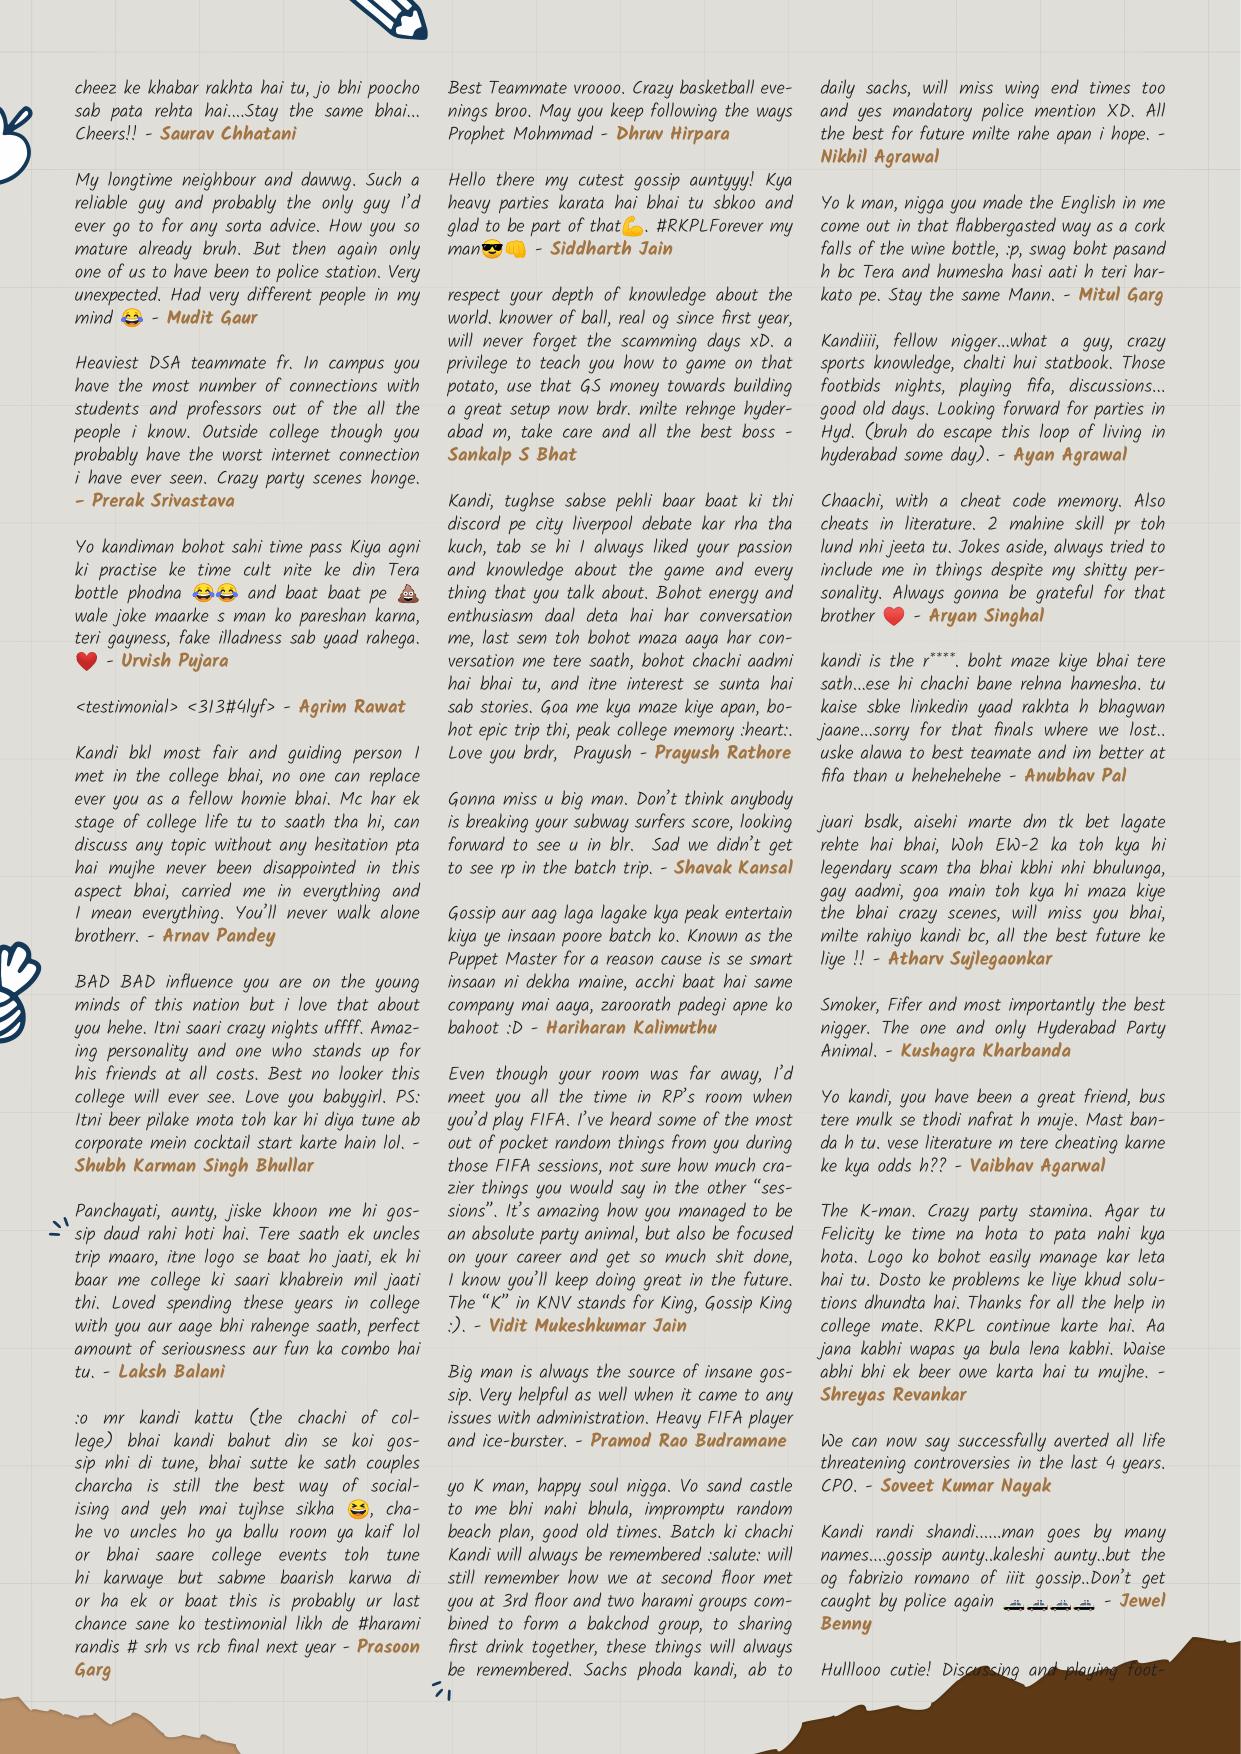 cheez ke khabar rakhta hai tu, jo bhi poocho
sab pata rehta hai....Stay the same bhai...
Cheers!! - Saurav Chhatani
My longtime neighbour and dawwg. Such a
reliable guy and probably the only guy I'd
ever go to for any sorta advice. How you so
mature already bruh. But then again only
one of us to have been to police station. Very
unexpected. Had very different people in my
mind 😂 - Mudit Gaur
Heaviest DSA teammate fr. In campus you
have the most number of connections with
students and professors out of the all the
people i know. Outside college though you
probably have the worst internet connection
i have ever seen. Crazy party scenes honge.
- Prerak Srivastava
Yo kandiman bohot sahi time pass Kiya agni
ki practise ke time cult nite ke din Tera
bottle phodna 😂😂 and baat baat pe 💩
wale joke maarke s man ko pareshan karna,
teri gayness, fake illadness sab yaad rahega.
❤️ - Urvish Pujara
<testimonial> <313#4lyf> - Agrim Rawat
Kandi bkl most fair and guiding person I
met in the college bhai, no one can replace
ever you as a fellow homie bhai. Mc har ek
stage of college life tu to saath tha hi, can
discuss any topic without any hesitation pta
hai mujhe never been disappointed in this
aspect bhai, carried me in everything and
I mean everything. You'll never walk alone
brotherr. - Arnav Pandey
BAD BAD influence you are on the young
minds of this nation but i love that about
you hehe. Itni saari crazy nights uffff. Amaz-
ing personality and one who stands up for
his friends at all costs. Best no looker this
college will ever see. Love you babygirl. PS:
Itni beer pilake mota toh kar hi diya tune ab
corporate mein cocktail start karte hain lol. -
Shubh Karman Singh Bhullar
Panchayati, aunty, jiske khoon me hi gos-
sip daud rahi hoti hai. Tere saath ek uncles
trip maaro, itne logo se baat ho jaati, ek hi
baar me college ki saari khabrein mil jaati
thi. Loved spending these years in college
with you aur aage bhi rahenge saath, perfect
amount of seriousness aur fun ka combo hai
tu. - Laksh Balani
:o mr kandi kattu (the chachi of col-
lege) bhai kandi bahut din se koi gos-
sip nhi di tune, bhai sutte ke sath couples
charcha is still the best way of social-
ising and yeh mai tujhse sikha 😆, cha-
he vo uncles ho ya ballu room ya kaif lol
or bhai saare college events toh tune
hi karwaye but sabme baarish karwa di
or ha ek or baat this is probably ur last
chance sane ko testimonial likh de #harami
randis # srh vs rcb final next year - Prasoon
Garg
Best Teammate vroooo. Crazy basketball eve-
nings broo. May you keep following the ways
Prophet Mohmmad - Dhruv Hirpara
Hello there my cutest gossip auntyyy! Kya
heavy parties karata hai bhai tu sbkoo and
glad to be part of that💪. #RKPLForever my
man😎👊 - Siddharth Jain
respect your depth of knowledge about the
world. knower of ball, real og since first year,
will never forget the scamming days xD. a
privilege to teach you how to game on that
potato, use that GS money towards building
a great setup now brdr. milte rehnge hyder-
abad m, take care and all the best boss -
Sankalp S Bhat
Kandi, tughse sabse pehli baar baat ki thi
discord pe city liverpool debate kar rha tha
kuch, tab se hi I always liked your passion
and knowledge about the game and every
thing that you talk about. Bohot energy and
enthusiasm daal deta hai har conversation
me, last sem toh bohot maza aaya har con-
versation me tere saath, bohot chachi aadmi
hai bhai tu, and itne interest se sunta hai
sab stories. Goa me kya maze kiye apan, bo-
hot epic trip thi, peak college memory :heart:.
Love you brdr, Prayush - Prayush Rathore
Gonna miss u big man. Don't think anybody
is breaking your subway surfers score, looking
forward to see u in blr. Sad we didn't get
to see rp in the batch trip. - Shavak Kansal
Gossip aur aag laga lagake kya peak entertain
kiya ye insaan poore batch ko. Known as the
Puppet Master for a reason cause is se smart
insaan ni dekha maine, acchi baat hai same
company mai aaya, zaroorath padegi apne ko
bahoot :D - Hariharan Kalimuthu
Even though your room was far away, I'd
meet you all the time in RP's room when
you'd play FIFA. I've heard some of the most
out of pocket random things from you during
those FIFA sessions, not sure how much cra-
zier things you would say in the other "ses-
sions". It's amazing how you managed to be
an absolute party animal, but also be focused
on your career and get so much shit done,
I know you'll keep doing great in the future.
The "K" in KNV stands for King, Gossip King
:). - Vidit Mukeshkumar Jain
Big man is always the source of insane gos-
sip. Very helpful as well when it came to any
issues with administration. Heavy FIFA player
and ice-burster. - Pramod Rao Budramane
yo K man, happy soul nigga. Vo sand castle
to me bhi nahi bhula, impromptu random
beach plan, good old times. Batch ki chachi
Kandi will always be remembered :salute: will
still remember how we at second floor met
you at 3rd floor and two harami groups com-
bined to form a bakchod group, to sharing
first drink together, these things will always
be remembered. Sachs phoda kandi, ab to
daily sachs, will miss wing end times too
and yes mandatory police mention XD. All
the best for future milte rahe apan i hope. -
Nikhil Agrawal
Yo k man, nigga you made the English in me
come out in that flabbergasted way as a cork
falls of the wine bottle, :p, swag boht pasand
h bc Tera and humesha hasi aati h teri har-
kato pe. Stay the same Mann. - Mitul Garg
Kandiiii, fellow nigger...what a guy, crazy
sports knowledge, chalti hui statbook. Those
footbids nights, playing fifa, discussions...
good old days. Looking forward for parties in
Hyd. (bruh do escape this loop of living in
hyderabad some day). - Ayan Agrawal
Chaachi, with a cheat code memory. Also
cheats in literature. 2 mahine skill pr toh
lund nhi jeeta tu. Jokes aside, always tried to
include me in things despite my shitty per-
sonality. Always gonna be grateful for that
brother ♥️ - Aryan Singhal
kandi is the r****. boht maze kiye bhai tere
sath...ese hi chachi bane rehna hamesha. tu
kaise sbke linkedin yaad rakhta h bhagwan
jaane...sorry for that finals where we lost..
uske alawa to best teamate and im better at
fifa than u hehehehehe - Anubhav Pal
juari bsdk, aisehi marte dm tk bet lagate
rehte hai bhai, Woh EW-2 ka toh kya hi
legendary scam tha bhai kbhi nhi bhulunga,
gay aadmi, goa main toh kya hi maza kiye
the bhai crazy scenes, will miss you bhai,
milte rahiyo kandi bc, all the best future ke
liye !! - Atharv Sujlegaonkar
Smoker, Fifer and most importantly the best
nigger. The one and only Hyderabad Party
Animal. - Kushagra Kharbanda
Yo kandi, you have been a great friend, bus
tere mulk se thodi nafrat h muje. Mast ban-
da h tu. vese literature m tere cheating karne
ke kya odds h?? - Vaibhav Agarwal
The K-man. Crazy party stamina. Agar tu
Felicity ke time na hota to pata nahi kya
hota. Logo ko bohot easily manage kar leta
hai tu. Dosto ke problems ke liye khud solu-
tions dhundta hai. Thanks for all the help in
college mate. RKPL continue karte hai. Aa
jana kabhi wapas ya bula lena kabhi. Waise
abhi bhi ek beer owe karta hai tu mujhe. -
Shreyas Revankar
We can now say successfully averted all life
threatening controversies in the last 4 years.
CPO. - Soveet Kumar Nayak
Kandi randi shandi......man goes by many
names....gossip aunty..kaleshi aunty..but the
og fabrizio romano of iiit gossip..Don't get
caught by police again 🚓🚓🚓🚓 - Jewel
Benny
Hulllooo cutie! Discussing and playing foot-